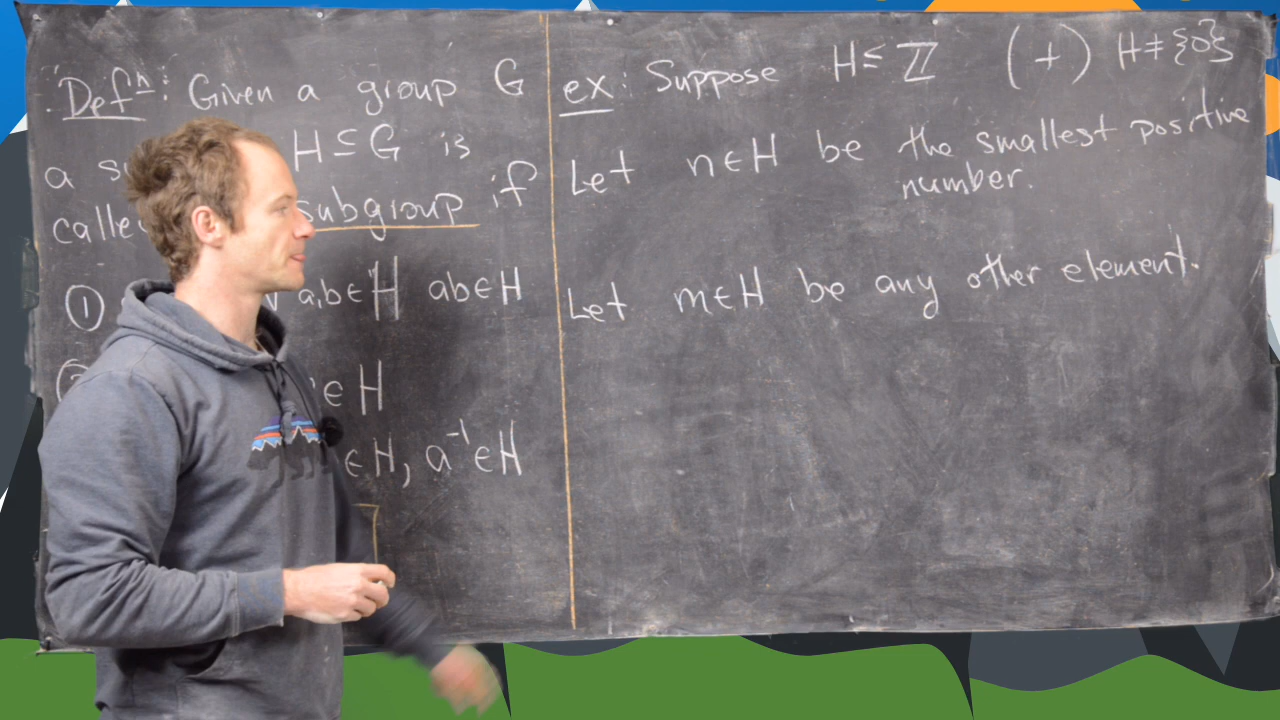 Defⁿ: Given a group G
a H ⊆ G is
subgroup if
① a,b∈H ab∈H
∈H
∈H, a⁻¹∈H
ex: Suppose H ≤ ℤ (+) H ≠ {0}
Let n∈H be the smallest positive
number.
Let m∈H be any other element.